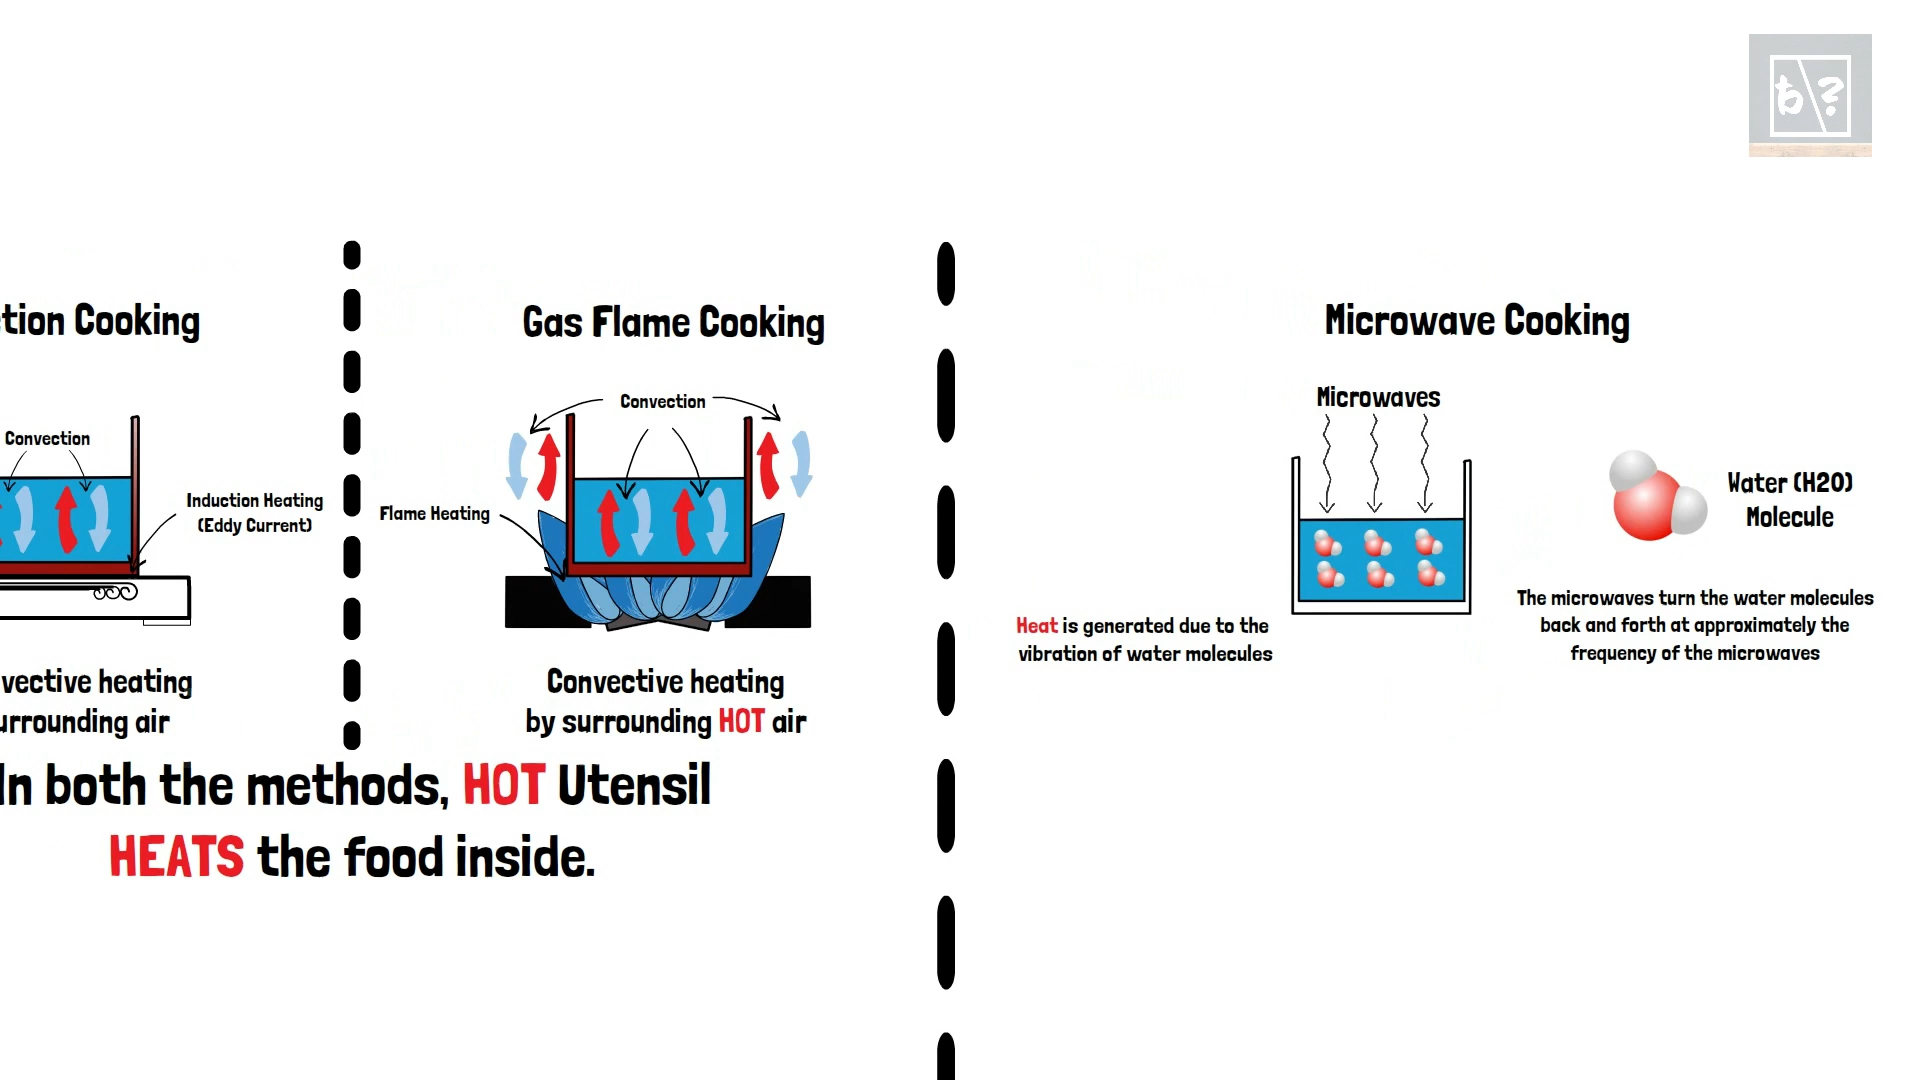 tion Cooking
Convection
Induction Heating
(Eddy Current)
vective heating
urrounding air
Gas Flame Cooking
Convection
Flame Heating
Convective heating
by surrounding HOT air
In both the methods, HOT Utensil
HEATS the food inside.
Microwave Cooking
Microwaves
Water (H2O)
Molecule
Heat is generated due to the
vibration of water molecules
The microwaves turn the water molecules
back and forth at approximately the
frequency of the microwaves